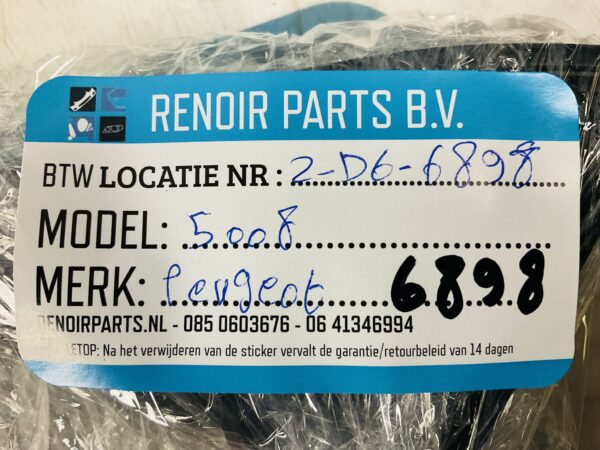 RENOIR PARTS B.V.
BTW LOCATIE NR : 2-D6-6898
MODEL: 5008
MERK: Peugeot 6898
RENOIRPARTS.NL - 085 0603676 - 06 41346994
LETOP: Na het verwijderen van de sticker vervalt de garantie/retourbeleid van 14 dagen